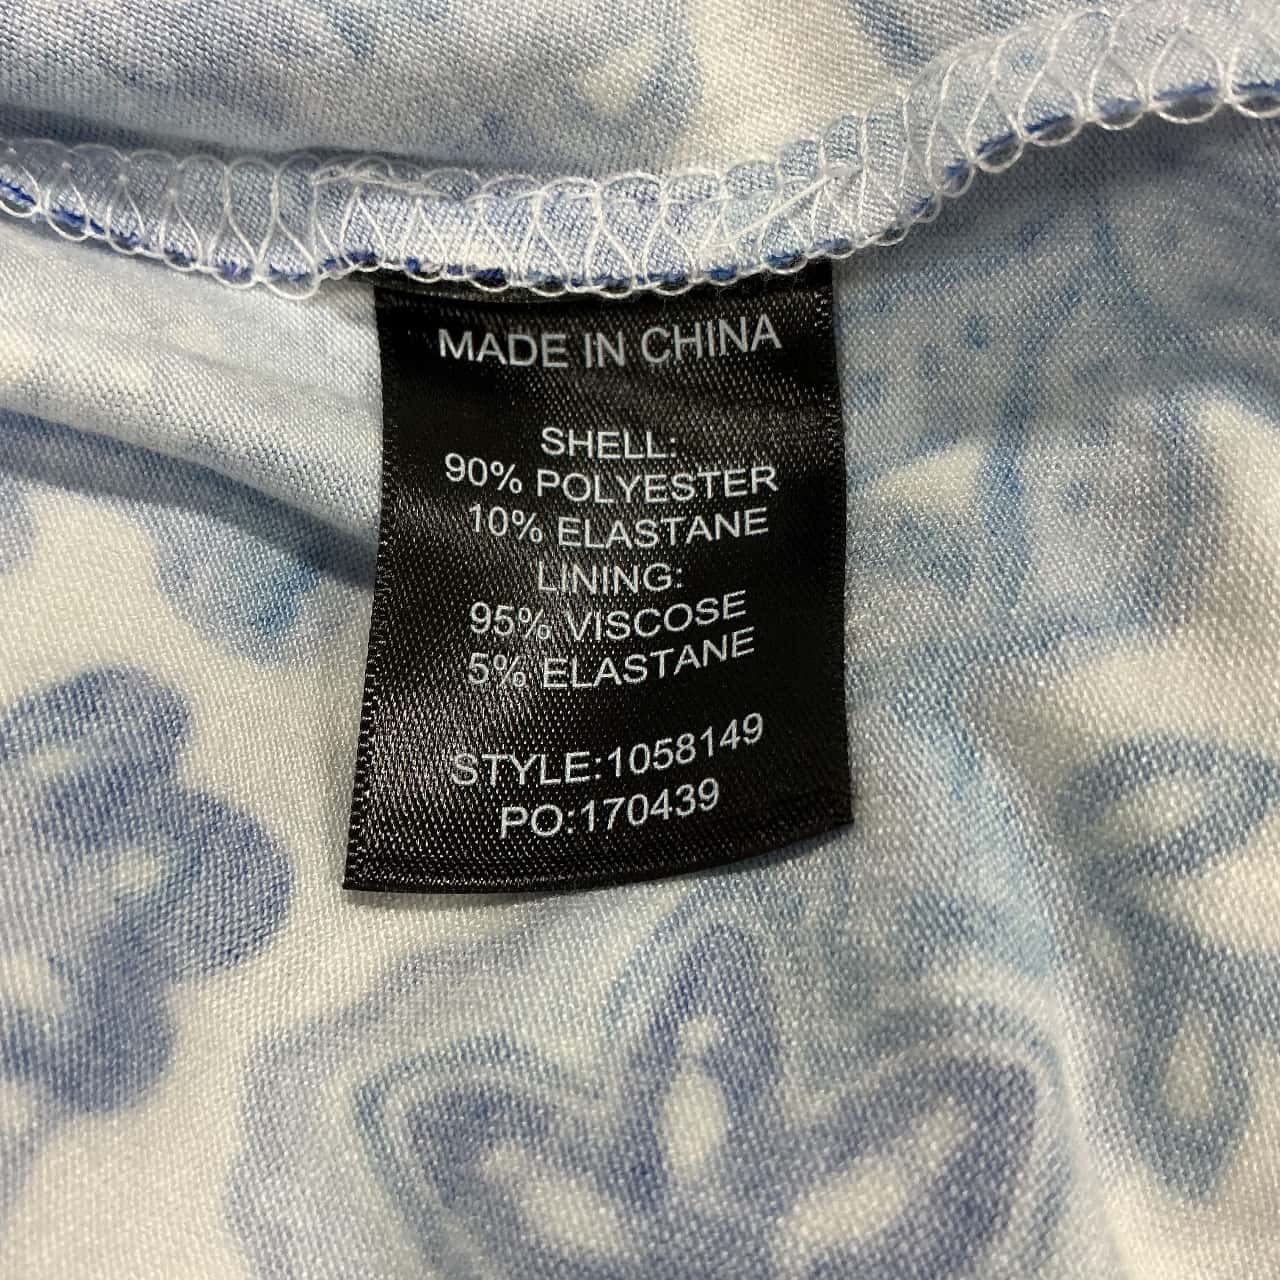 MADE IN CHINA
SHELL:
90% POLYESTER
10% ELASTANE
LINING:
95% VISCOSE
5% ELASTANE
STYLE:1058149
PO:170439